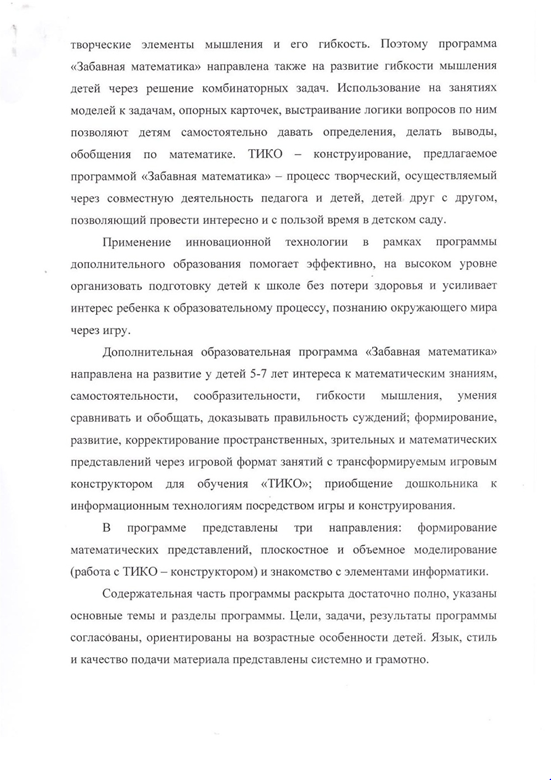 творческие элементы мышления и его гибкость. Поэтому программа
«Забавная математика» направлена также на развитие гибкости мышления
детей через решение комбинаторных задач. Использование на занятиях
моделей к задачам, опорных карточек, выстраивание логики вопросов по ним
позволяют детям самостоятельно давать определения, делать выводы,
обобщения по математике. ТИКО – конструирование, предлагаемое
программой «Забавная математика» – процесс творческий, осуществляемый
через совместную деятельность педагога и детей, детей друг с другом,
позволяющий провести интересно и с пользой время в детском саду.
Применение инновационной технологии в рамках программы
дополнительного образования помогает эффективно, на высоком уровне
организовать подготовку детей к школе без потери здоровья и усиливает
интерес ребенка к образовательному процессу, познанию окружающего мира
через игру.
Дополнительная образовательная программа «Забавная математика»
направлена на развитие у детей 5-7 лет интереса к математическим знаниям,
самостоятельности, сообразительности, гибкости мышления, умения
сравнивать и обобщать, доказывать правильность суждений; формирование,
развитие, корректирование пространственных, зрительных и математических
представлений через игровой формат занятий с трансформируемым игровым
конструктором для обучения «ТИКО»; приобщение дошкольника к
информационным технологиям посредством игры и конструирования.
В программе представлены три направления: формирование
математических представлений, плоскостное и объемное моделирование
(работа с ТИКО – конструктором) и знакомство с элементами информатики.
Содержательная часть программы раскрыта достаточно полно, указаны
основные темы и разделы программы. Цели, задачи, результаты программы
согласованы, ориентированы на возрастные особенности детей. Язык, стиль
и качество подачи материала представлены системно и грамотно.